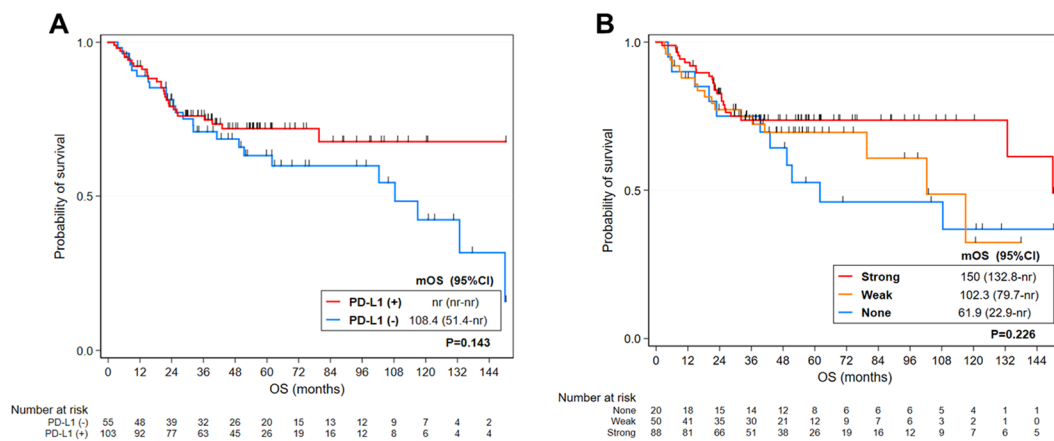 A
1.0
0.5
0.0
Probability of survival
mOS (95%CI)
PD-L1 (+) nr (nr-nr)
PD-L1 (-) 108.4 (51.4-nr)
P=0.143
0 12 24 36 48 60 72 84 96 108 120 132 144
OS (months)
Number at risk
PD-L1 (-) 55 48 39 32 26 20 15 13 12 9 7 4 2
PD-L1 (+) 103 92 77 63 45 26 19 16 12 8 6 4 4
B
1.0
0.5
0.0
Probability of survival
mOS (95%CI)
Strong 150 (132.8-nr)
Weak 102.3 (79.7-nr)
None 61.9 (22.9-nr)
P=0.226
0 12 24 36 48 60 72 84 96 108 120 132 144
OS (months)
Number at risk
None 20 18 15 14 12 8 6 6 6 5 4 1 1
Weak 50 41 35 30 21 12 9 7 6 3 2 1 0
Strong 88 81 66 51 38 26 19 16 12 9 7 6 5